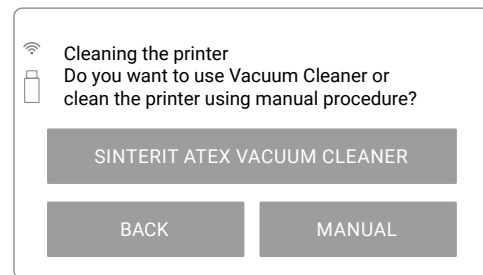 Cleaning the printer
Do you want to use Vacuum Cleaner or
clean the printer using manual procedure?
SINTERIT ATEX VACUUM CLEANER
BACK
MANUAL